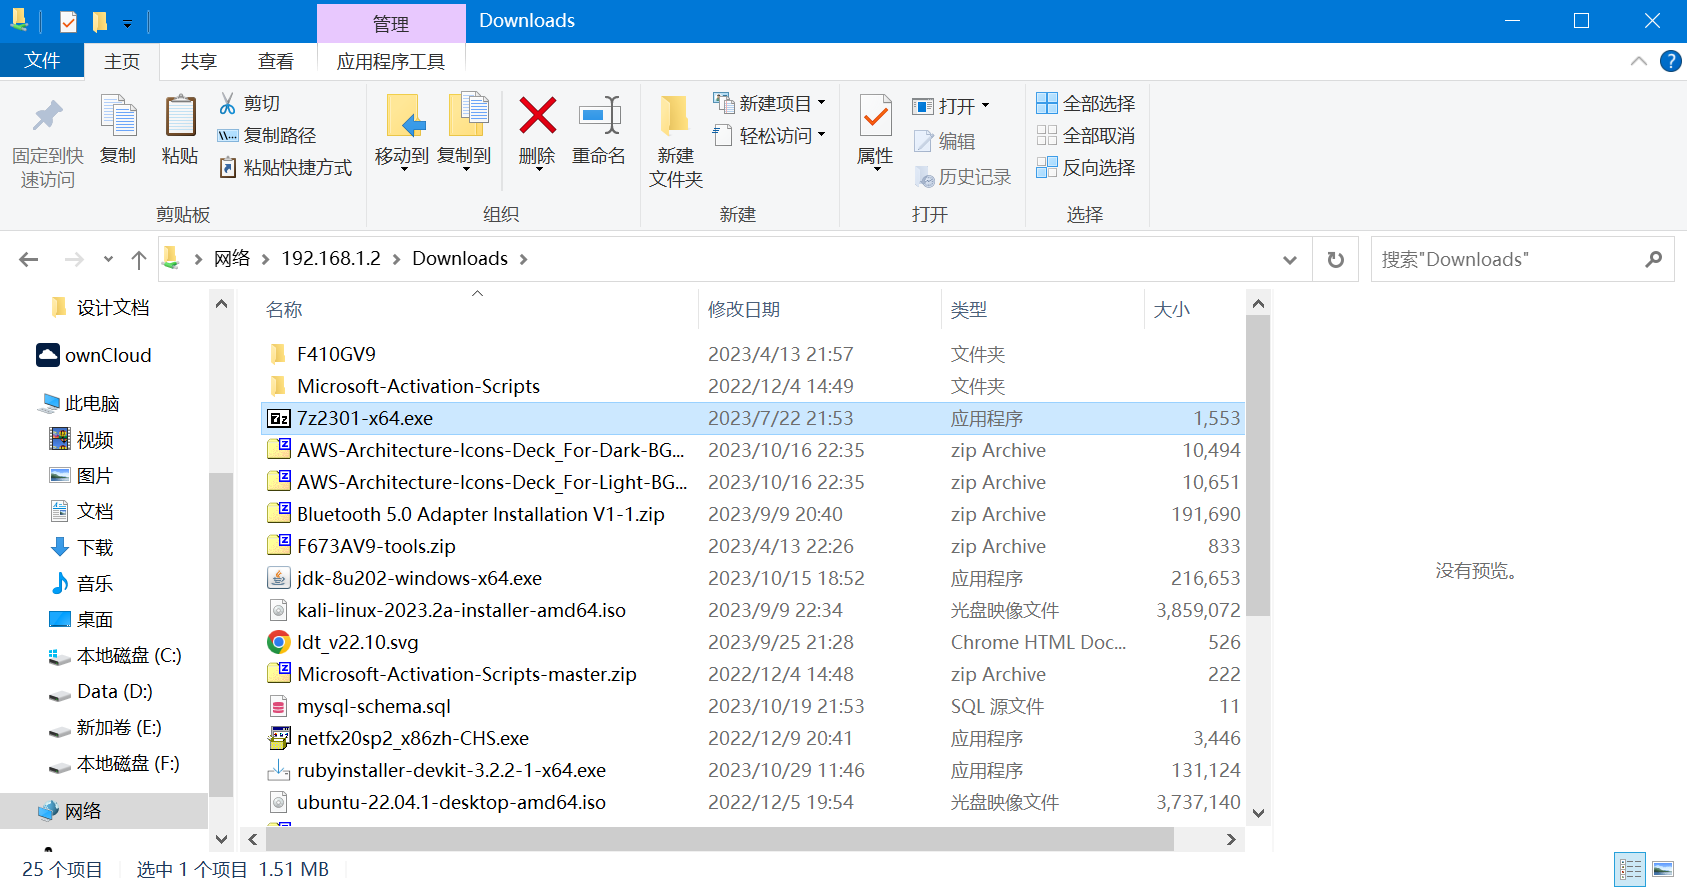 管理
Downloads
文件
主页
共享
查看
应用程序工具
固定到快
速访问
复制
粘贴
剪切
复制路径
粘贴快捷方式
剪贴板
移动到
复制到
删除
重命名
组织
新建
文件夹
新建项目
轻松访问
新建
属性
打开
编辑
历史记录
打开
全部选择
全部取消
反向选择
选择
网络 192.168.1.2 Downloads
搜索"Downloads"
设计文档
ownCloud
此电脑
视频
图片
文档
下载
音乐
桌面
本地磁盘 (C:)
Data (D:)
新加卷 (E:)
本地磁盘 (F:)
网络
名称 修改日期 类型 大小
F410GV9 2023/4/13 21:57 文件夹
Microsoft-Activation-Scripts 2022/12/4 14:49 文件夹
7z2301-x64.exe 2023/7/22 21:53 应用程序 1,553
AWS-Architecture-Icons-Deck_For-Dark-BG... 2023/10/16 22:35 zip Archive 10,494
AWS-Architecture-Icons-Deck_For-Light-BG... 2023/10/16 22:35 zip Archive 10,651
Bluetooth 5.0 Adapter Installation V1-1.zip 2023/9/9 20:40 zip Archive 191,690
F673AV9-tools.zip 2023/4/13 22:26 zip Archive 833
jdk-8u202-windows-x64.exe 2023/10/15 18:52 应用程序 216,653
kali-linux-2023.2a-installer-amd64.iso 2023/9/9 22:34 光盘映像文件 3,859,072
ldt_v22.10.svg 2023/9/25 21:28 Chrome HTML Doc... 526
Microsoft-Activation-Scripts-master.zip 2022/12/4 14:48 zip Archive 222
mysql-schema.sql 2023/10/19 21:53 SQL 源文件 11
netfx20sp2_x86zh-CHS.exe 2022/12/9 20:41 应用程序 3,446
rubyinstaller-devkit-3.2.2-1-x64.exe 2023/10/29 11:46 应用程序 131,124
ubuntu-22.04.1-desktop-amd64.iso 2022/12/5 19:54 光盘映像文件 3,737,140
没有预览。
25 个项目 选中 1 个项目 1.51 MB